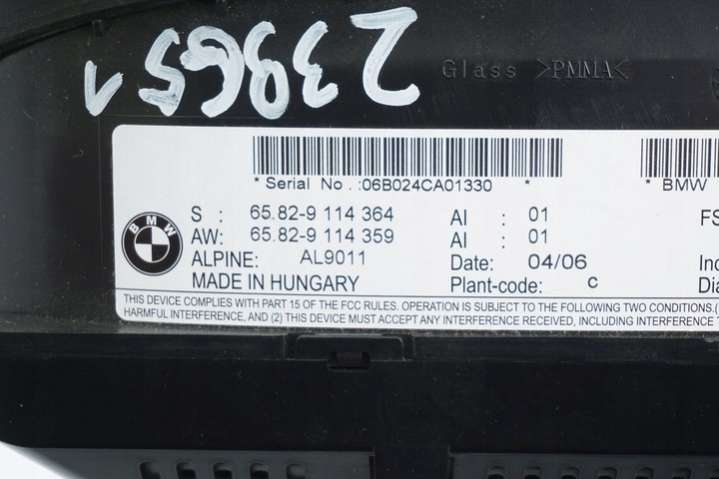 Glass >PMMA<
* Serial No.:06B024CA01330 *
* BMW
S : 65.82-9 114 364 AI : 01
AW: 65.82-9 114 359 AI : 01
ALPINE: AL9011 Date: 04/06
MADE IN HUNGARY Plant-code: c
FS
BMW
THIS DEVICE COMPLIES WITH PART 15 OF THE FCC RULES. OPERATION IS SUBJECT TO THE FOLLOWING TWO CONDITIONS.(
HARMFUL INTERFERENCE, AND (2) THIS DEVICE MUST ACCEPT ANY INTERFERENCE RECEIVED, INCLUDING INTERFERENCE